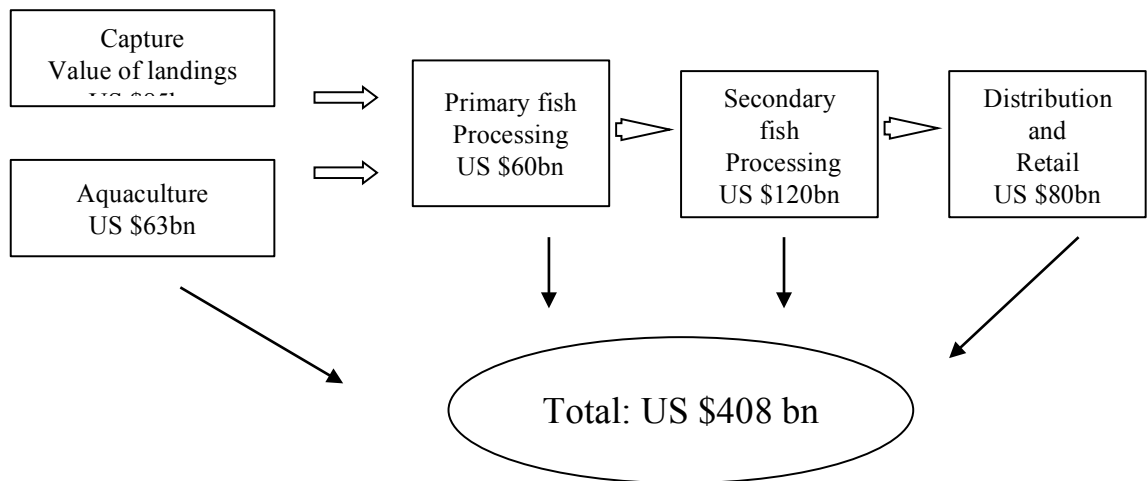 Capture
Value of landings
Aquaculture
US $63bn
Primary fish
Processing
US $60bn
Secondary
fish
Processing
US $120bn
Distribution
and
Retail
US $80bn
Total: US $408 bn